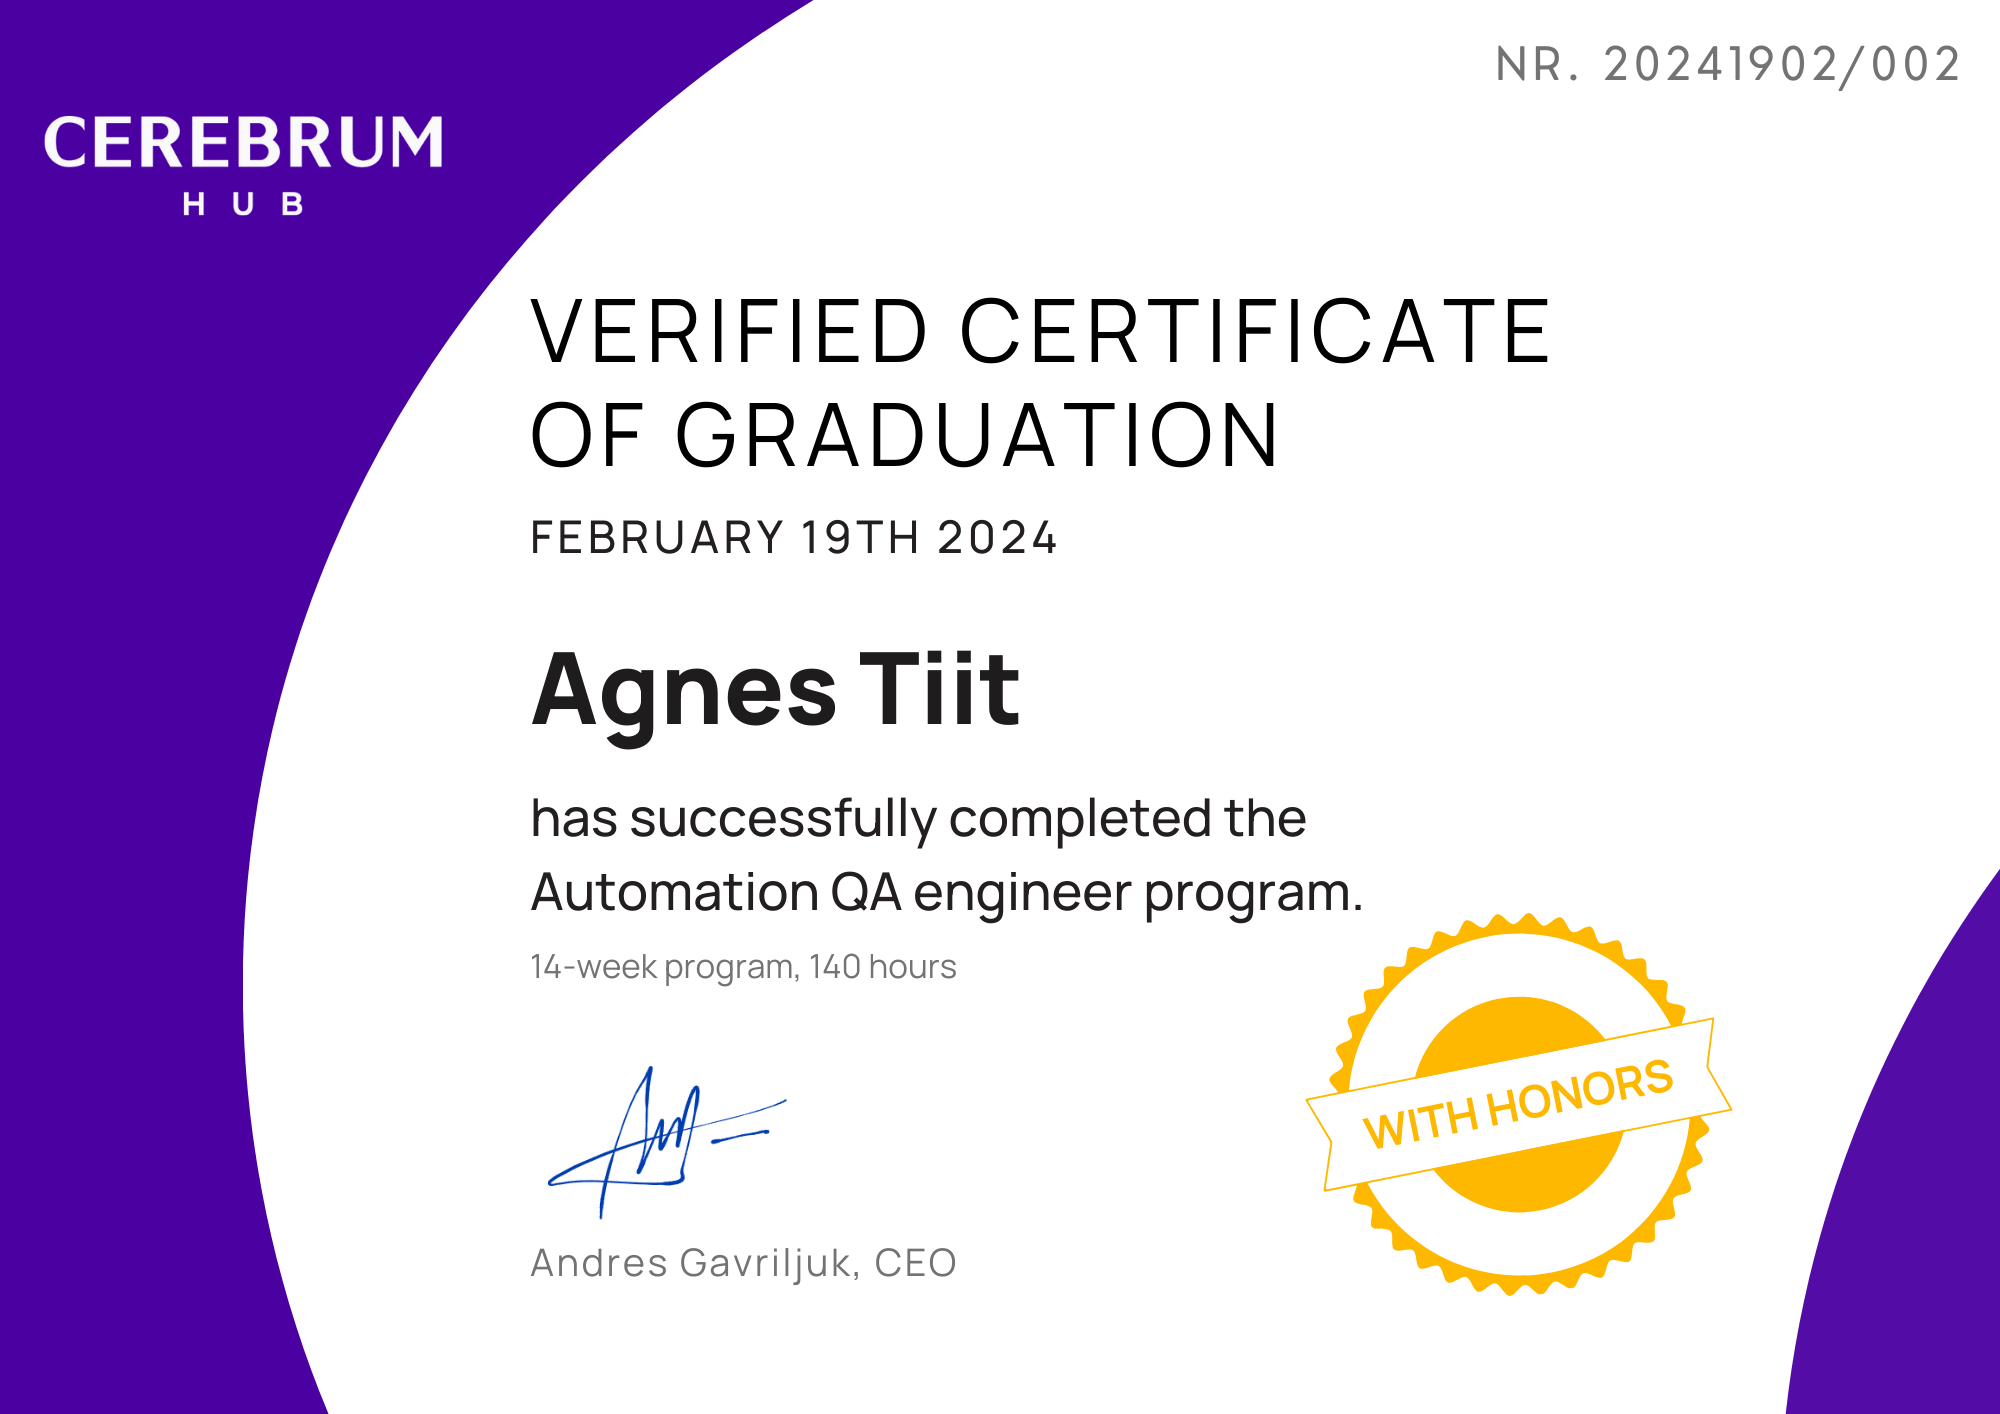 NR. 20241902/002
CEREBRUM
HUB
VERIFIED CERTIFICATE
OF GRADUATION
FEBRUARY 19TH 2024
Agnes Tiit
has successfully completed the
Automation QA engineer program.
14-week program, 140 hours
WITH HONORS
Andres Gavriljuk, CEO